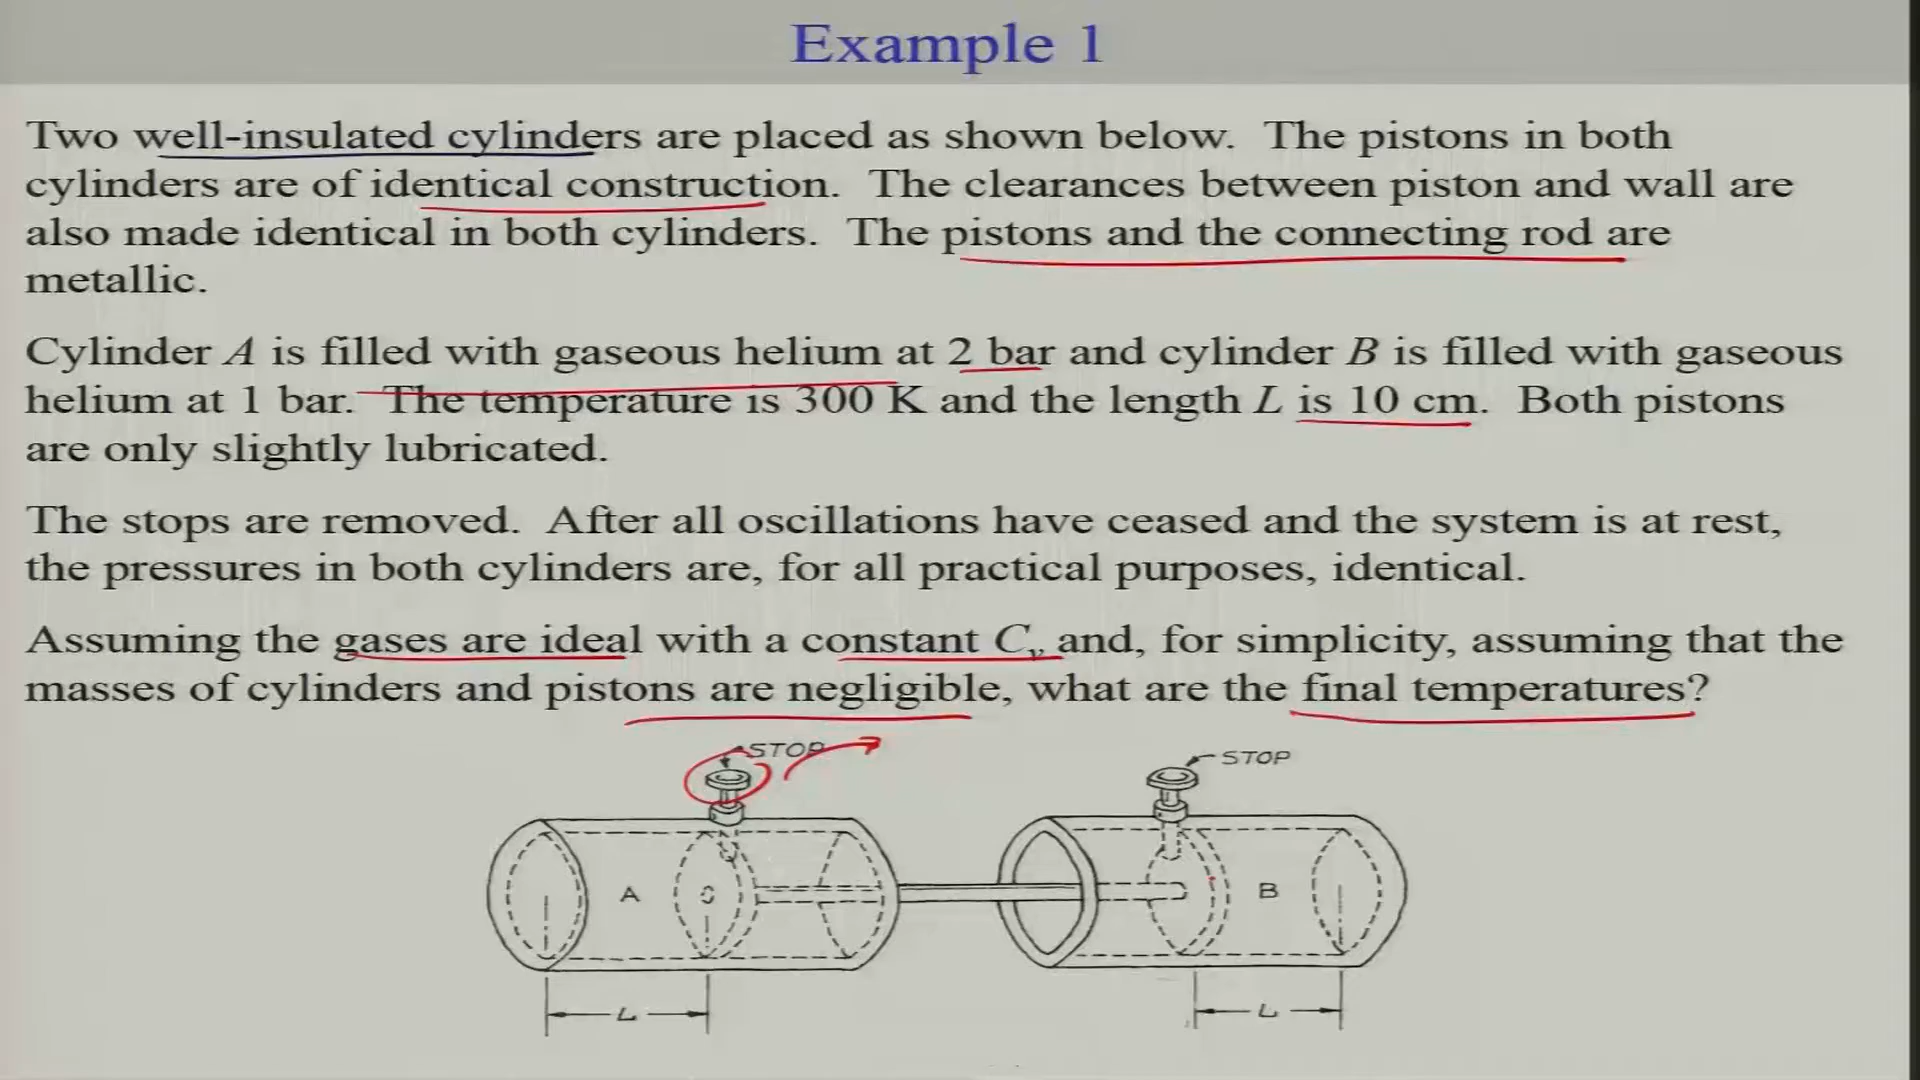 Example 1
Two well-insulated cylinders are placed as shown below. The pistons in both
cylinders are of identical construction. The clearances between piston and wall are
also made identical in both cylinders. The pistons and the connecting rod are
metallic.
Cylinder A is filled with gaseous helium at 2 bar and cylinder B is filled with gaseous
helium at 1 bar. The temperature is 300 K and the length L is 10 cm. Both pistons
are only slightly lubricated.
The stops are removed. After all oscillations have ceased and the system is at rest,
the pressures in both cylinders are, for all practical purposes, identical.
Assuming the gases are ideal with a constant Cv and, for simplicity, assuming that the
masses of cylinders and pistons are negligible, what are the final temperatures?
STOP
STOP
A
B
L
L